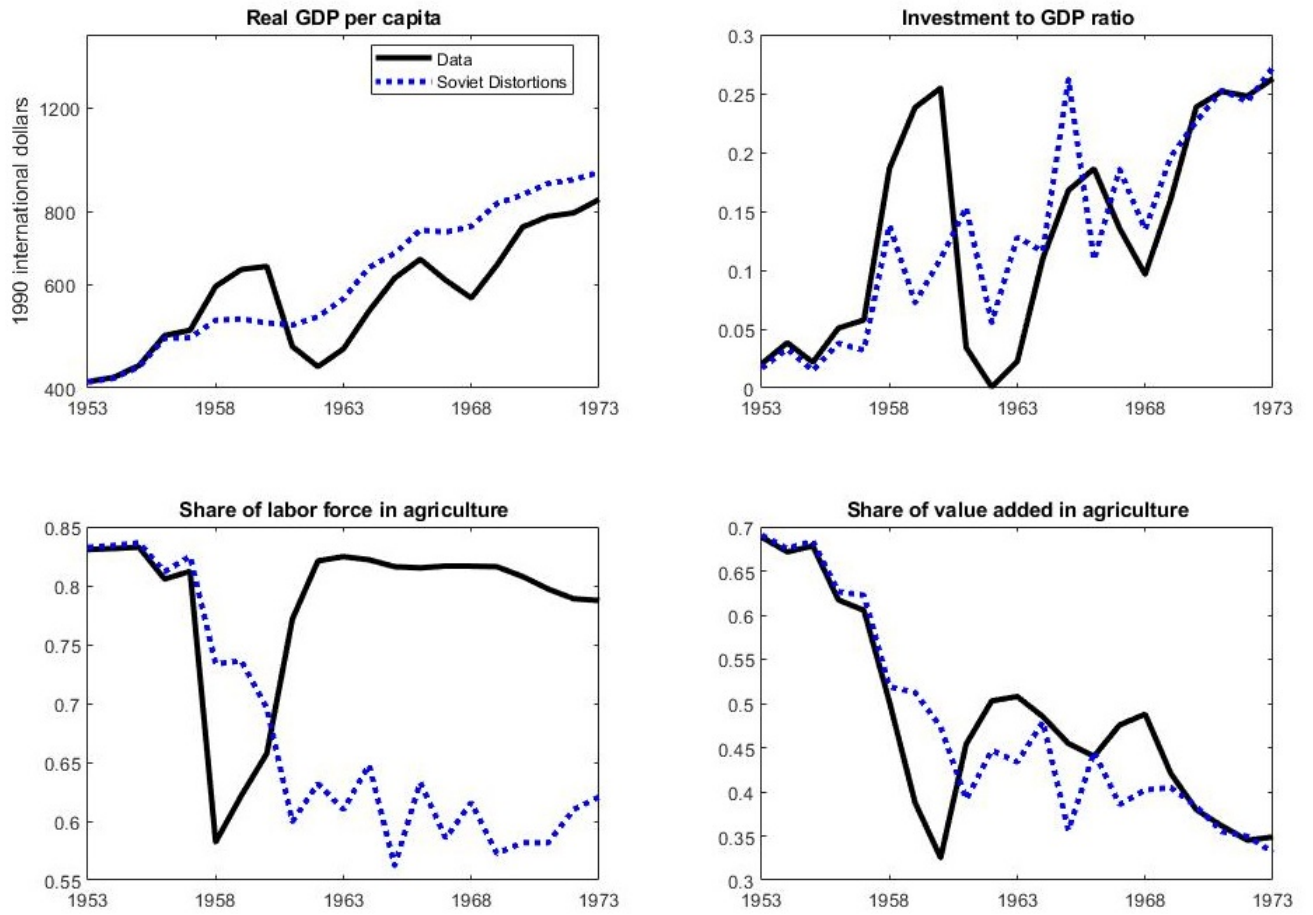 Real GDP per capita
Data
Soviet Distortions
1990 international dollars
1200
800
600
400
1953 1958 1963 1968 1973
Investment to GDP ratio
0.3
0.25
0.2
0.15
0.1
0.05
0
1953 1958 1963 1968 1973
Share of labor force in agriculture
0.85
0.8
0.75
0.7
0.65
0.6
0.55
1953 1958 1963 1968 1973
Share of value added in agriculture
0.7
0.65
0.6
0.55
0.5
0.45
0.4
0.35
0.3
1953 1958 1963 1968 1973